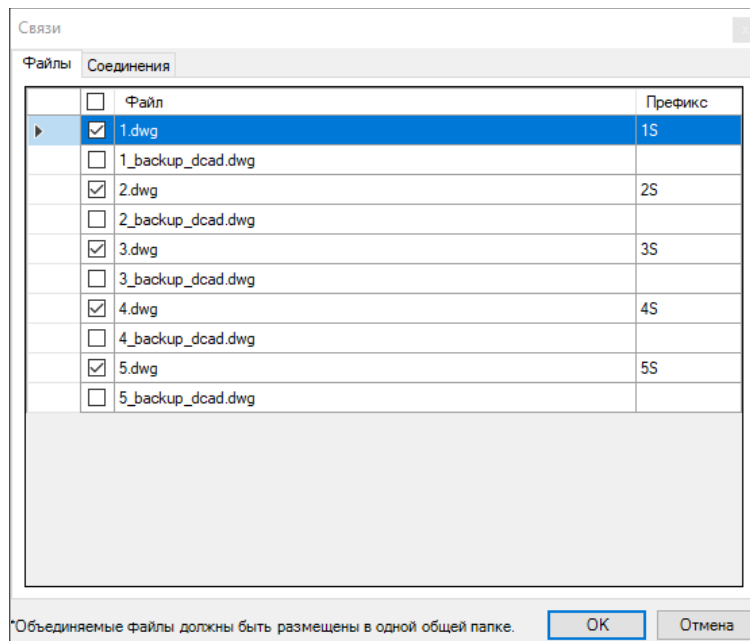 Связи
Файлы Соединения
Файл Префикс
1.dwg 1S
1_backup_dcad.dwg
2.dwg 2S
2_backup_dcad.dwg
3.dwg 3S
3_backup_dcad.dwg
4.dwg 4S
4_backup_dcad.dwg
5.dwg 5S
5_backup_dcad.dwg
*Объединяемые файлы должны быть размещены в одной общей папке. OK Отмена